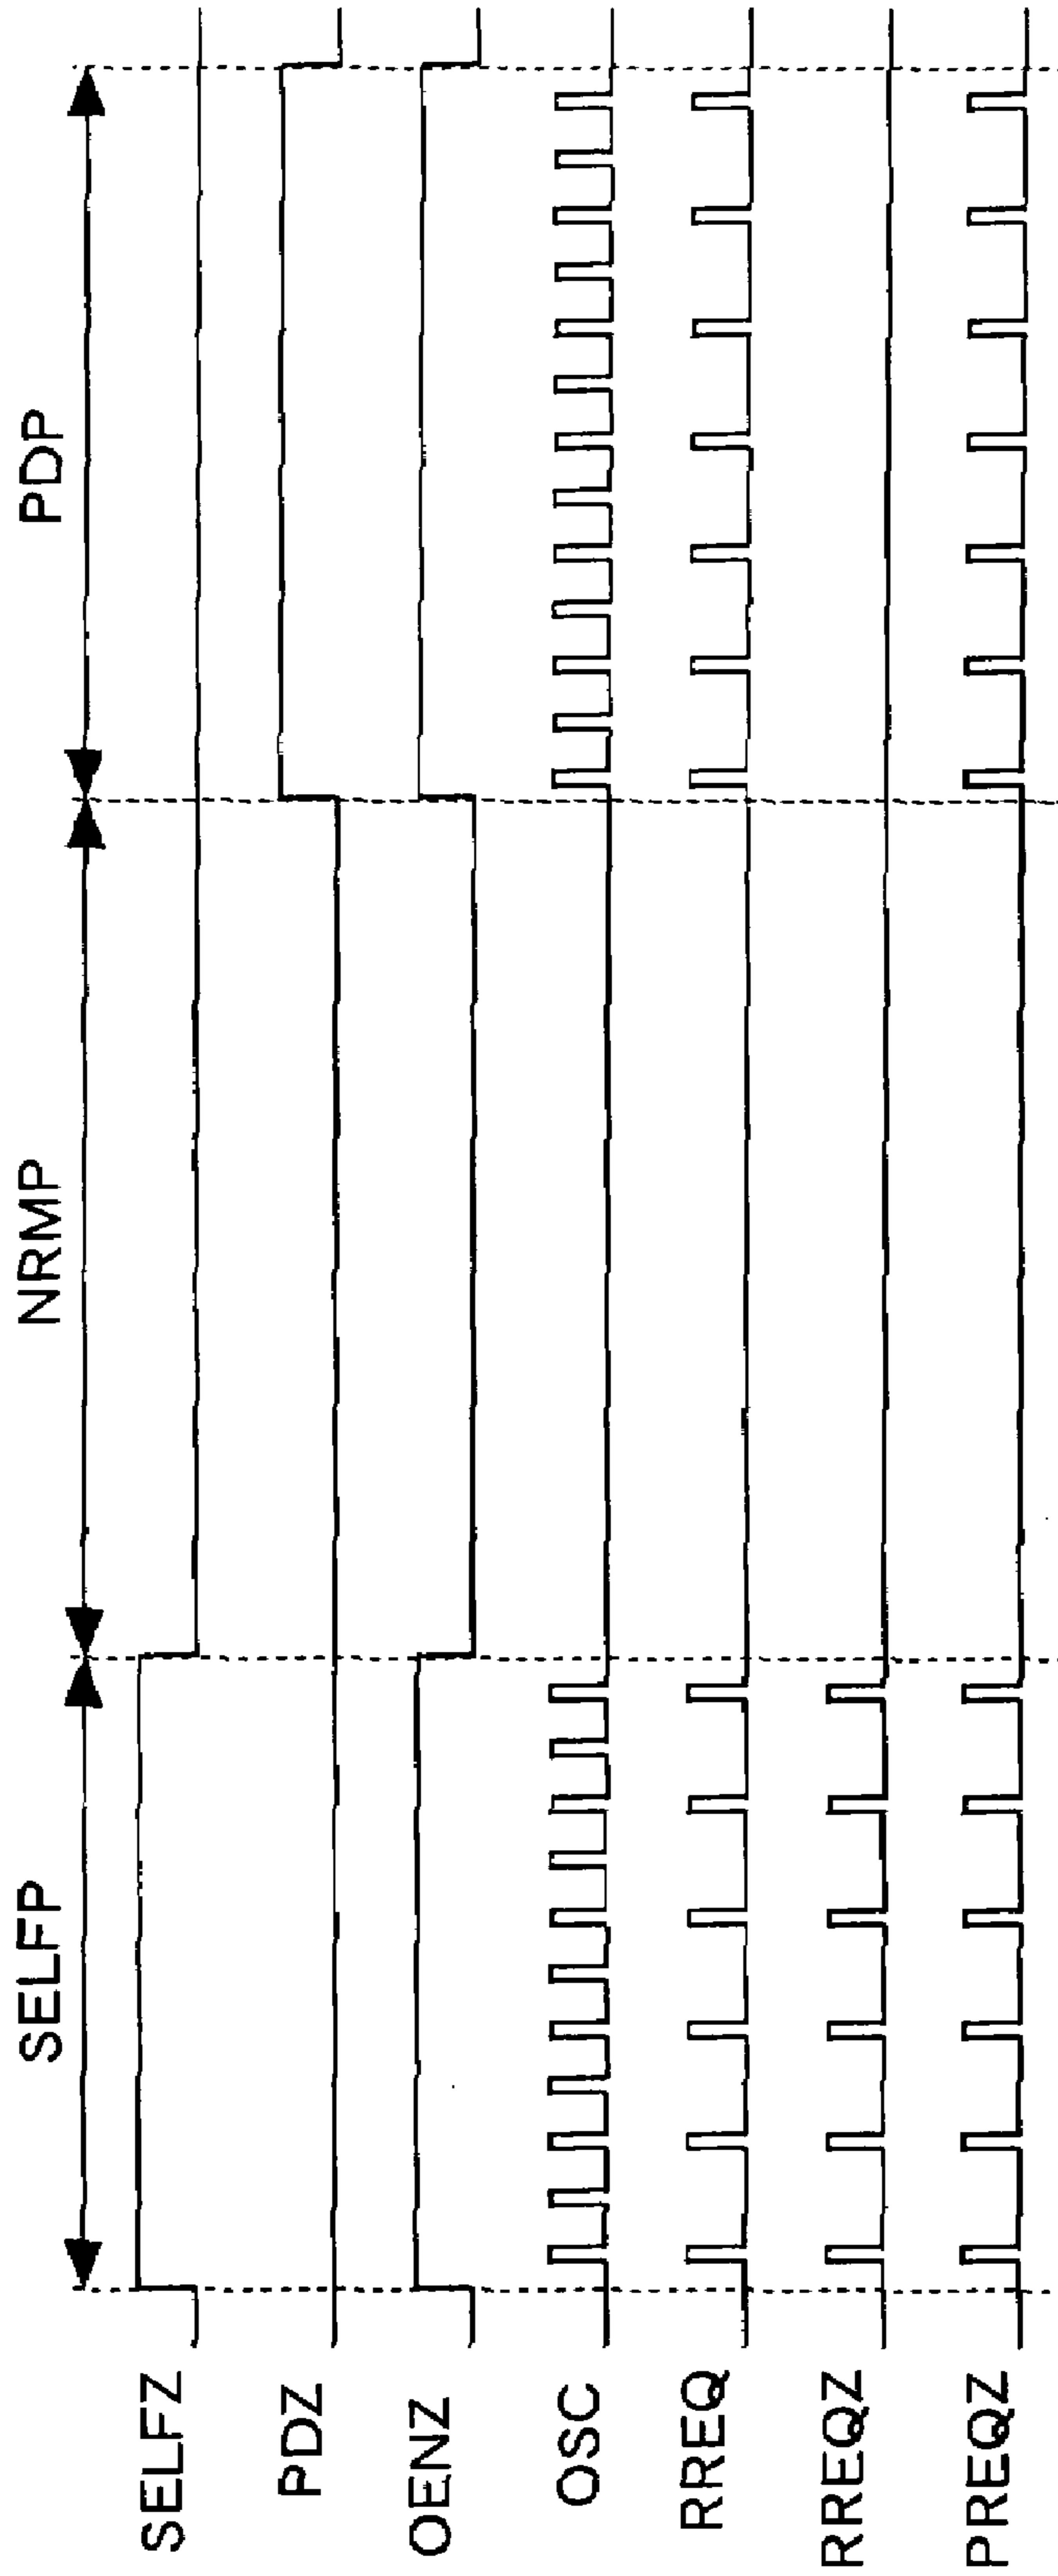 SELFP
NRMP
PDP
SELFZ
PDZ
OENZ
OSC
RREQ
RREQZ
PREQZ